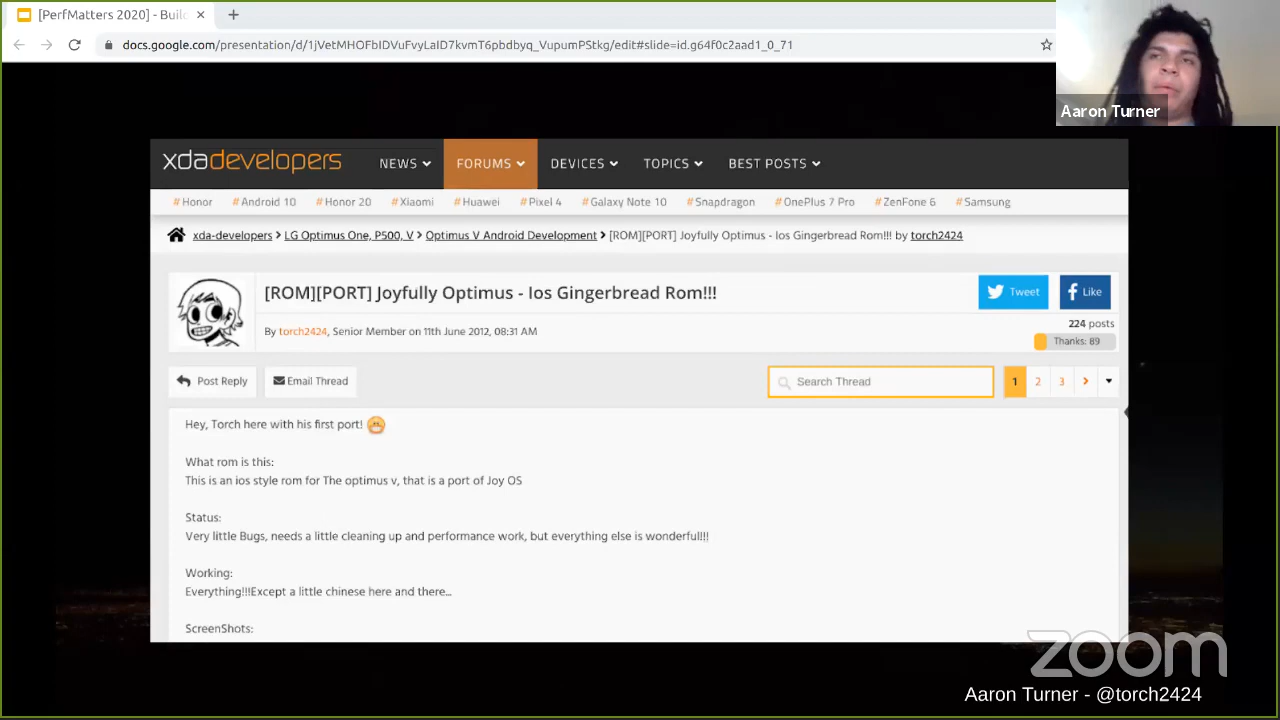 [PerfMatters 2020] - Buil
docs.google.com/presentation/d/1jVetMHOFbIDVuFvyLaID7kvmT6pbdbyq_VupumPStkg/edit#slide=id.g64f0c2aad1_0_71
Aaron Turner
xdadevelopers NEWS FORUMS DEVICES TOPICS BEST POSTS
#Honor #Android 10 #Honor 20 #Xiaomi #Huawei #Pixel 4 #Galaxy Note 10 #Snapdragon #OnePlus 7 Pro #ZenFone 6 #Samsung
xda-developers > LG Optimus One, P500, V > Optimus V Android Development > [ROM][PORT] Joyfully Optimus - Ios Gingerbread Rom!!! by torch2424
[ROM][PORT] Joyfully Optimus - Ios Gingerbread Rom!!! Tweet Like
By torch2424, Senior Member on 11th June 2012, 08:31 AM 224 posts
Thanks: 89
Post Reply Email Thread Search Thread 1 2 3 >
Hey, Torch here with his first port!
What rom is this:
This is an ios style rom for The optimus v, that is a port of Joy OS
Status:
Very little Bugs, needs a little cleaning up and performance work, but everything else is wonderful!!!
Working:
Everything!!!Except a little chinese here and there...
ScreenShots:
zoom
Aaron Turner - @torch2424